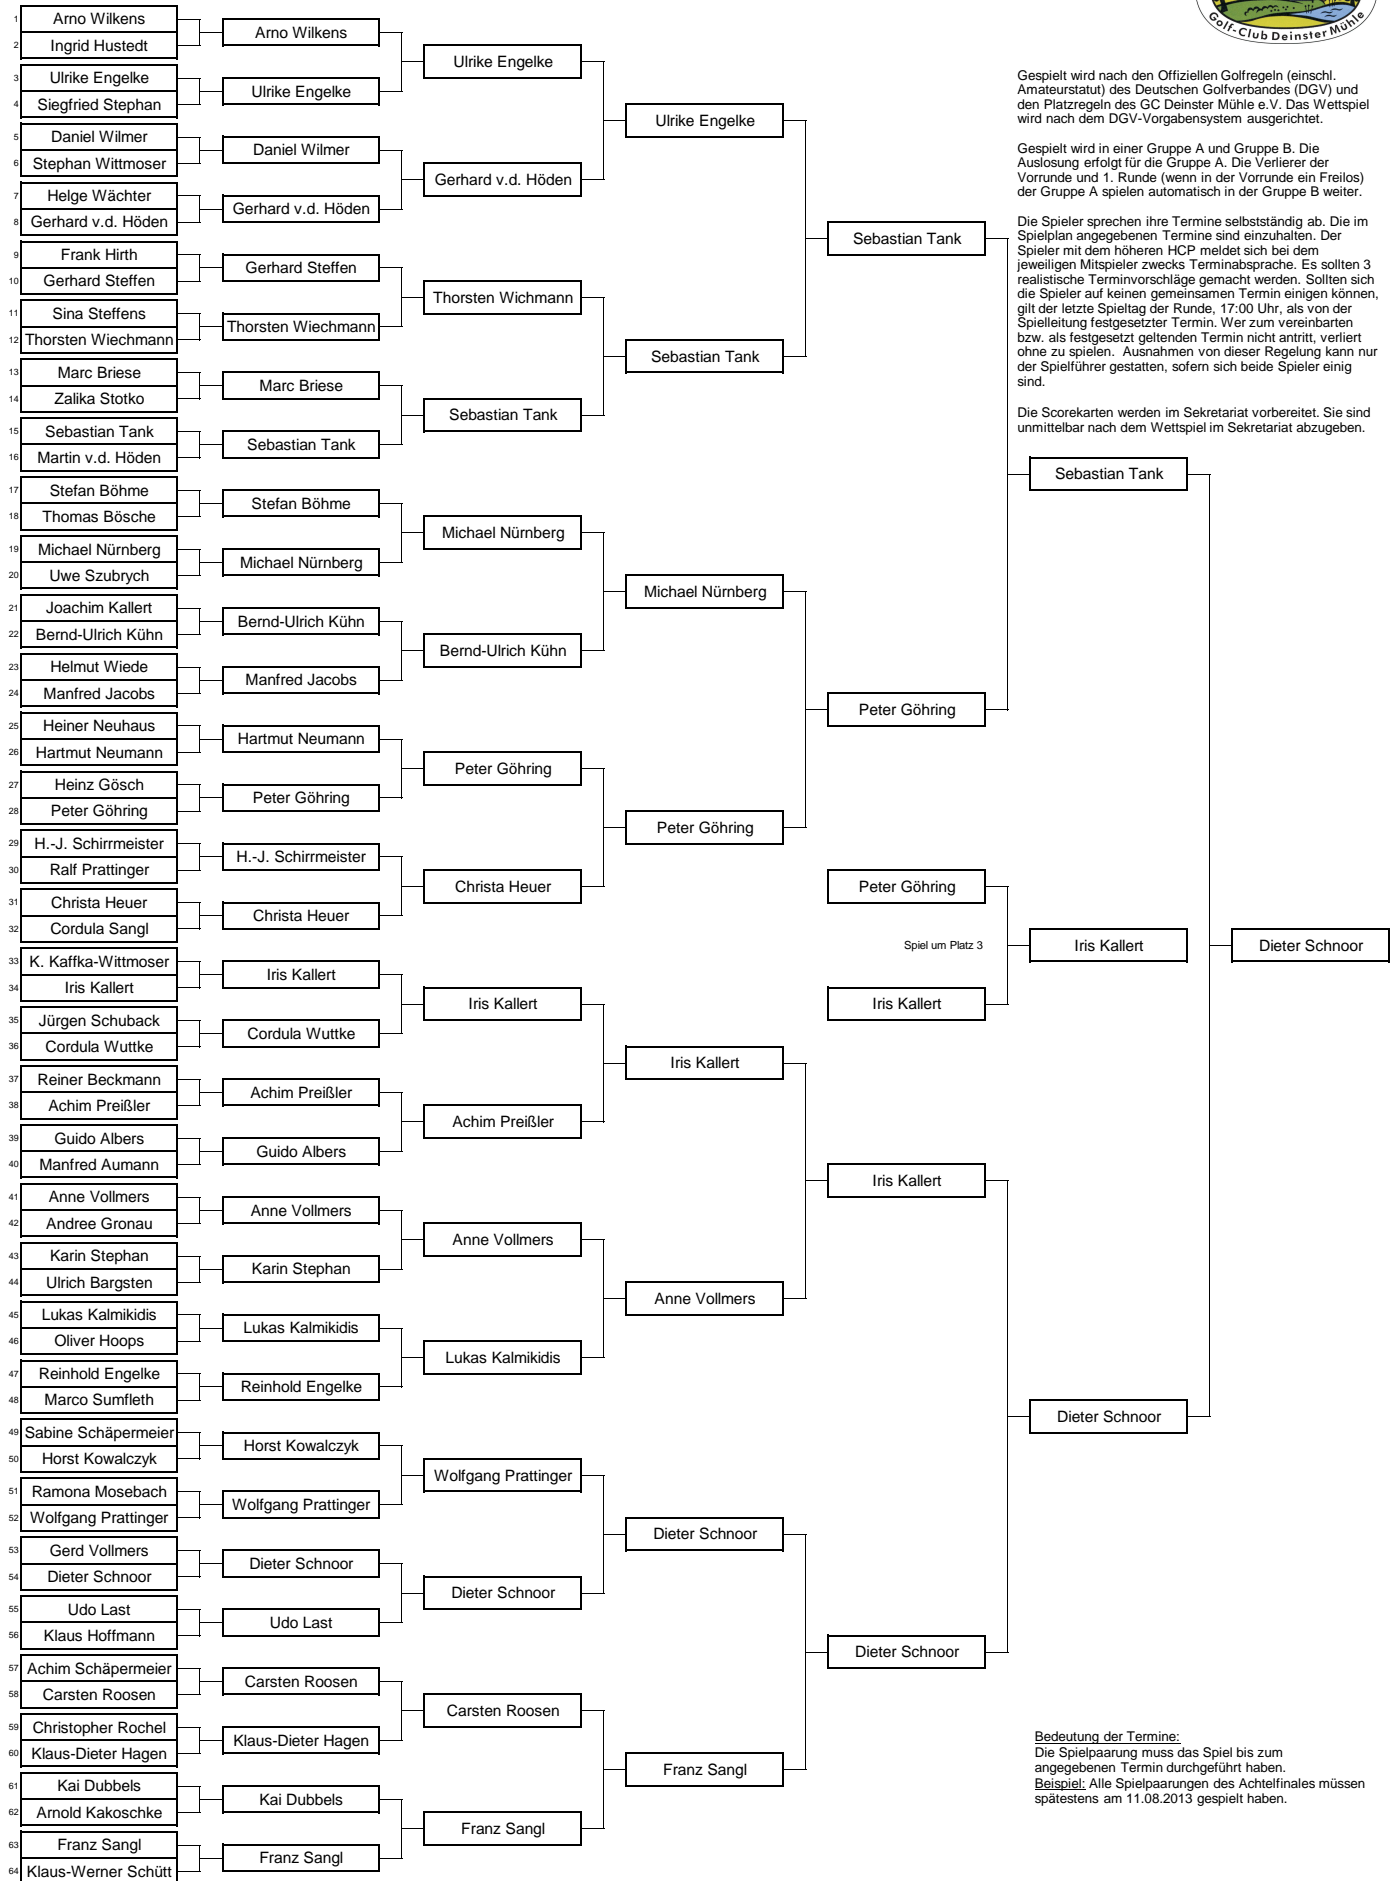 Golf-Club Deinster Mühle
Gespielt wird nach den Offiziellen Golfregeln (einschl.
Amateurstatut) des Deutschen Golfverbandes (DGV) und
den Platzregeln des GC Deinster Mühle e.V. Das Wettspiel
wird nach dem DGV-Vorgabensystem ausgerichtet.
Gespielt wird in einer Gruppe A und Gruppe B. Die
Auslosung erfolgt für die Gruppe A. Die Verlierer der
Vorrunde und 1. Runde (wenn in der Vorrunde ein Freilos)
der Gruppe A spielen automatisch in der Gruppe B weiter.
Die Spieler sprechen ihre Termine selbstständig ab. Die im
Spielplan angegebenen Termine sind einzuhalten. Der
Spieler mit dem höheren HCP meldet sich bei dem
jeweiligen Mitspieler zwecks Terminabsprache. Es sollten 3
realistische Terminvorschläge gemacht werden. Sollten sich
die Spieler auf keinen gemeinsamen Termin einigen können,
gilt der letzte Spieltag der Runde, 17:00 Uhr, als von der
Spielleitung festgesetzter Termin. Wer zum vereinbarten
bzw. als festgesetzt geltenden Termin nicht antritt, verliert
ohne zu spielen.  Ausnahmen von dieser Regelung kann nur
der Spielführer gestatten, sofern sich beide Spieler einig
sind.
Die Scorekarten werden im Sekretariat vorbereitet. Sie sind
unmittelbar nach dem Wettspiel im Sekretariat abzugeben.
1 Arno Wilkens
2 Ingrid Hustedt
3 Ulrike Engelke
4 Siegfried Stephan
5 Daniel Wilmer
6 Stephan Wittmoser
7 Helge Wächter
8 Gerhard v.d. Höden
9 Frank Hirth
10 Gerhard Steffen
11 Sina Steffens
12 Thorsten Wiechmann
13 Marc Briese
14 Zalika Stotko
15 Sebastian Tank
16 Martin v.d. Höden
17 Stefan Böhme
18 Thomas Bösche
19 Michael Nürnberg
20 Uwe Szubrych
21 Joachim Kallert
22 Bernd-Ulrich Kühn
23 Helmut Wiede
24 Manfred Jacobs
25 Heiner Neuhaus
26 Hartmut Neumann
27 Heinz Gösch
28 Peter Göhring
29 H.-J. Schirrmeister
30 Ralf Prattinger
31 Christa Heuer
32 Cordula Sangl
33 K. Kaffka-Wittmoser
34 Iris Kallert
35 Jürgen Schuback
36 Cordula Wuttke
37 Reiner Beckmann
38 Achim Preißler
39 Guido Albers
40 Manfred Aumann
41 Anne Vollmers
42 Andree Gronau
43 Karin Stephan
44 Ulrich Bargsten
45 Lukas Kalmikidis
46 Oliver Hoops
47 Reinhold Engelke
48 Marco Sumfleth
49 Sabine Schäpermeier
50 Horst Kowalczyk
51 Ramona Mosebach
52 Wolfgang Prattinger
53 Gerd Vollmers
54 Dieter Schnoor
55 Udo Last
56 Klaus Hoffmann
57 Achim Schäpermeier
58 Carsten Roosen
59 Christopher Rochel
60 Klaus-Dieter Hagen
61 Kai Dubbels
62 Arnold Kakoschke
63 Franz Sangl
64 Klaus-Werner Schütt
Arno Wilkens
Ulrike Engelke
Daniel Wilmer
Gerhard v.d. Höden
Gerhard Steffen
Thorsten Wiechmann
Marc Briese
Sebastian Tank
Stefan Böhme
Michael Nürnberg
Bernd-Ulrich Kühn
Manfred Jacobs
Hartmut Neumann
Peter Göhring
H.-J. Schirrmeister
Christa Heuer
Iris Kallert
Cordula Wuttke
Achim Preißler
Guido Albers
Anne Vollmers
Karin Stephan
Lukas Kalmikidis
Reinhold Engelke
Horst Kowalczyk
Wolfgang Prattinger
Dieter Schnoor
Udo Last
Carsten Roosen
Klaus-Dieter Hagen
Kai Dubbels
Franz Sangl
Ulrike Engelke
Gerhard v.d. Höden
Thorsten Wichmann
Sebastian Tank
Michael Nürnberg
Bernd-Ulrich Kühn
Peter Göhring
Christa Heuer
Iris Kallert
Achim Preißler
Anne Vollmers
Lukas Kalmikidis
Wolfgang Prattinger
Dieter Schnoor
Carsten Roosen
Franz Sangl
Ulrike Engelke
Sebastian Tank
Michael Nürnberg
Peter Göhring
Iris Kallert
Anne Vollmers
Dieter Schnoor
Franz Sangl
Sebastian Tank
Peter Göhring
Peter Göhring
Spiel um Platz 3
Iris Kallert
Iris Kallert
Dieter Schnoor
Sebastian Tank
Iris Kallert
Dieter Schnoor
Dieter Schnoor
Bedeutung der Termine:
Die Spielpaarung muss das Spiel bis zum
angegebenen Termin durchgeführt haben.
Beispiel: Alle Spielpaarungen des Achtelfinales müssen
spätestens am 11.08.2013 gespielt haben.